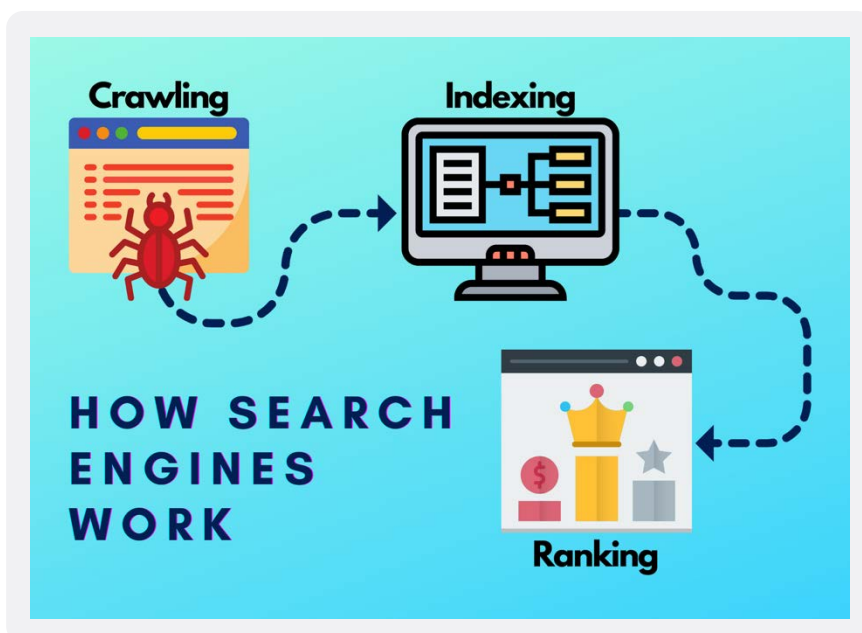 Crawling
Indexing
$
HOW SEARCH
ENGINES
WORK
Ranking